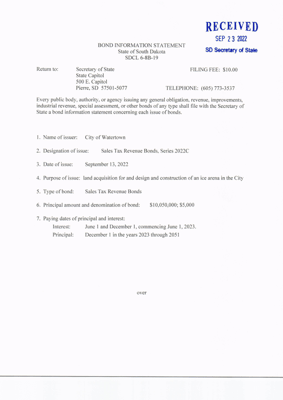 RECEIVED
SEP 23 2022
SD Secretary of State
BOND INFORMATION STATEMENT
State of South Dakota
SDCL 6-8B-19
Return to: Secretary of State FILING FEE: $10.00
State Capitol
500 E. Capitol
Pierre, SD 57501-5077 TELEPHONE: (605) 773-3537
Every public body, authority, or agency issuing any general obligation, revenue, improvements,
industrial revenue, special assessment, or other bonds of any type shall file with the Secretary of
State a bond information statement concerning each issue of bonds.
1. Name of issuer: City of Watertown
2. Designation of issue: Sales Tax Revenue Bonds, Series 2022C
3. Date of issue: September 13, 2022
4. Purpose of issue: land acquisition for and design and construction of an ice arena in the City
5. Type of bond: Sales Tax Revenue Bonds
6. Principal amount and denomination of bond: $10,050,000; $5,000
7. Paying dates of principal and interest:
Interest: June 1 and December 1, commencing June 1, 2023.
Principal: December 1 in the years 2023 through 2051